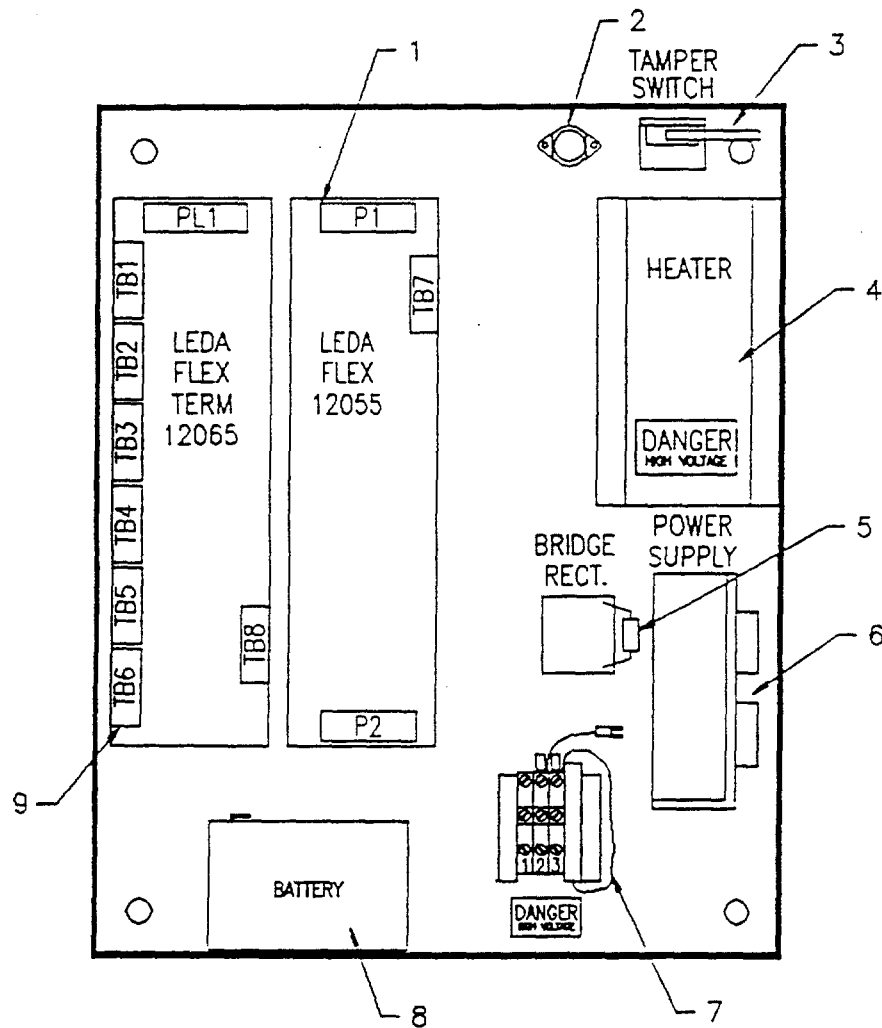 1
2
3
TAMPER
SWITCH
PL1
P1
TB1
TB2
TB3
TB4
TB5
TB6
TB7
TB8
LEDA
FLEX
TERM
12065
LEDA
FLEX
12055
HEATER
4
DANGER
HIGH VOLTAGE
BRIDGE
RECT.
POWER
SUPPLY
5
6
P2
9
1 2 3
BATTERY
DANGER
HIGH VOLTAGE
8
7